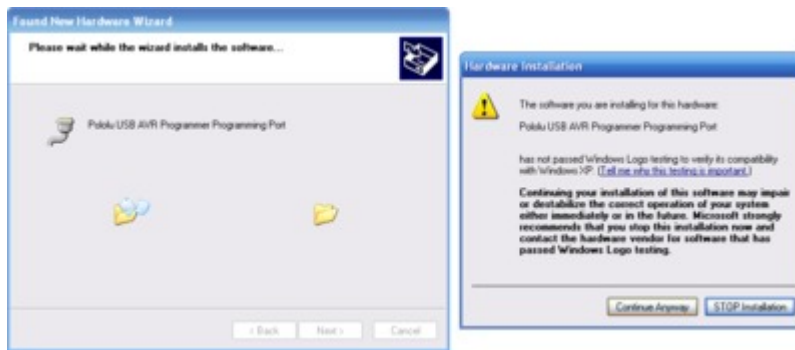 Found New Hardware Wizard
Please wait while the wizard installs the software...
Pololu USB AVR Programmer Programming Port
< Back Next > Cancel
Hardware Installation
The software you are installing for this hardware:
Pololu USB AVR Programmer Programming Port
has not passed Windows Logo testing to verify its compatibility
with Windows XP. (Tell me why this testing is important.)
Continuing your installation of this software may impair
or destabilize the correct operation of your system
either immediately or in the future. Microsoft strongly
recommends that you stop this installation now and
contact the hardware vendor for software that has
passed Windows Logo testing.
Continue Anyway STOP Installation